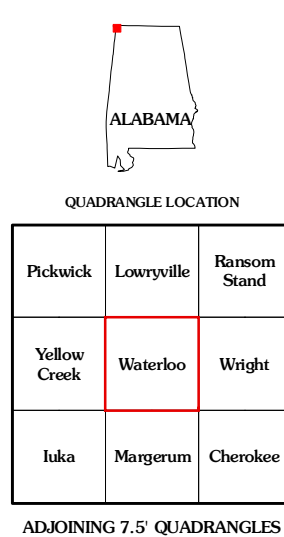 ALABAMA
QUADRANGLE LOCATION
Pickwick
Lowryville
Ransom
Stand
Yellow
Creek
Waterloo
Wright
Iuka
Margerum
Cherokee
ADJOINING 7.5' QUADRANGLES